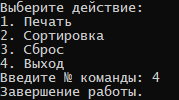 Выберите действие:
1. Печать
2. Сортировка
3. Сброс
4. Выход
Введите № команды: 4
Завершение работы.